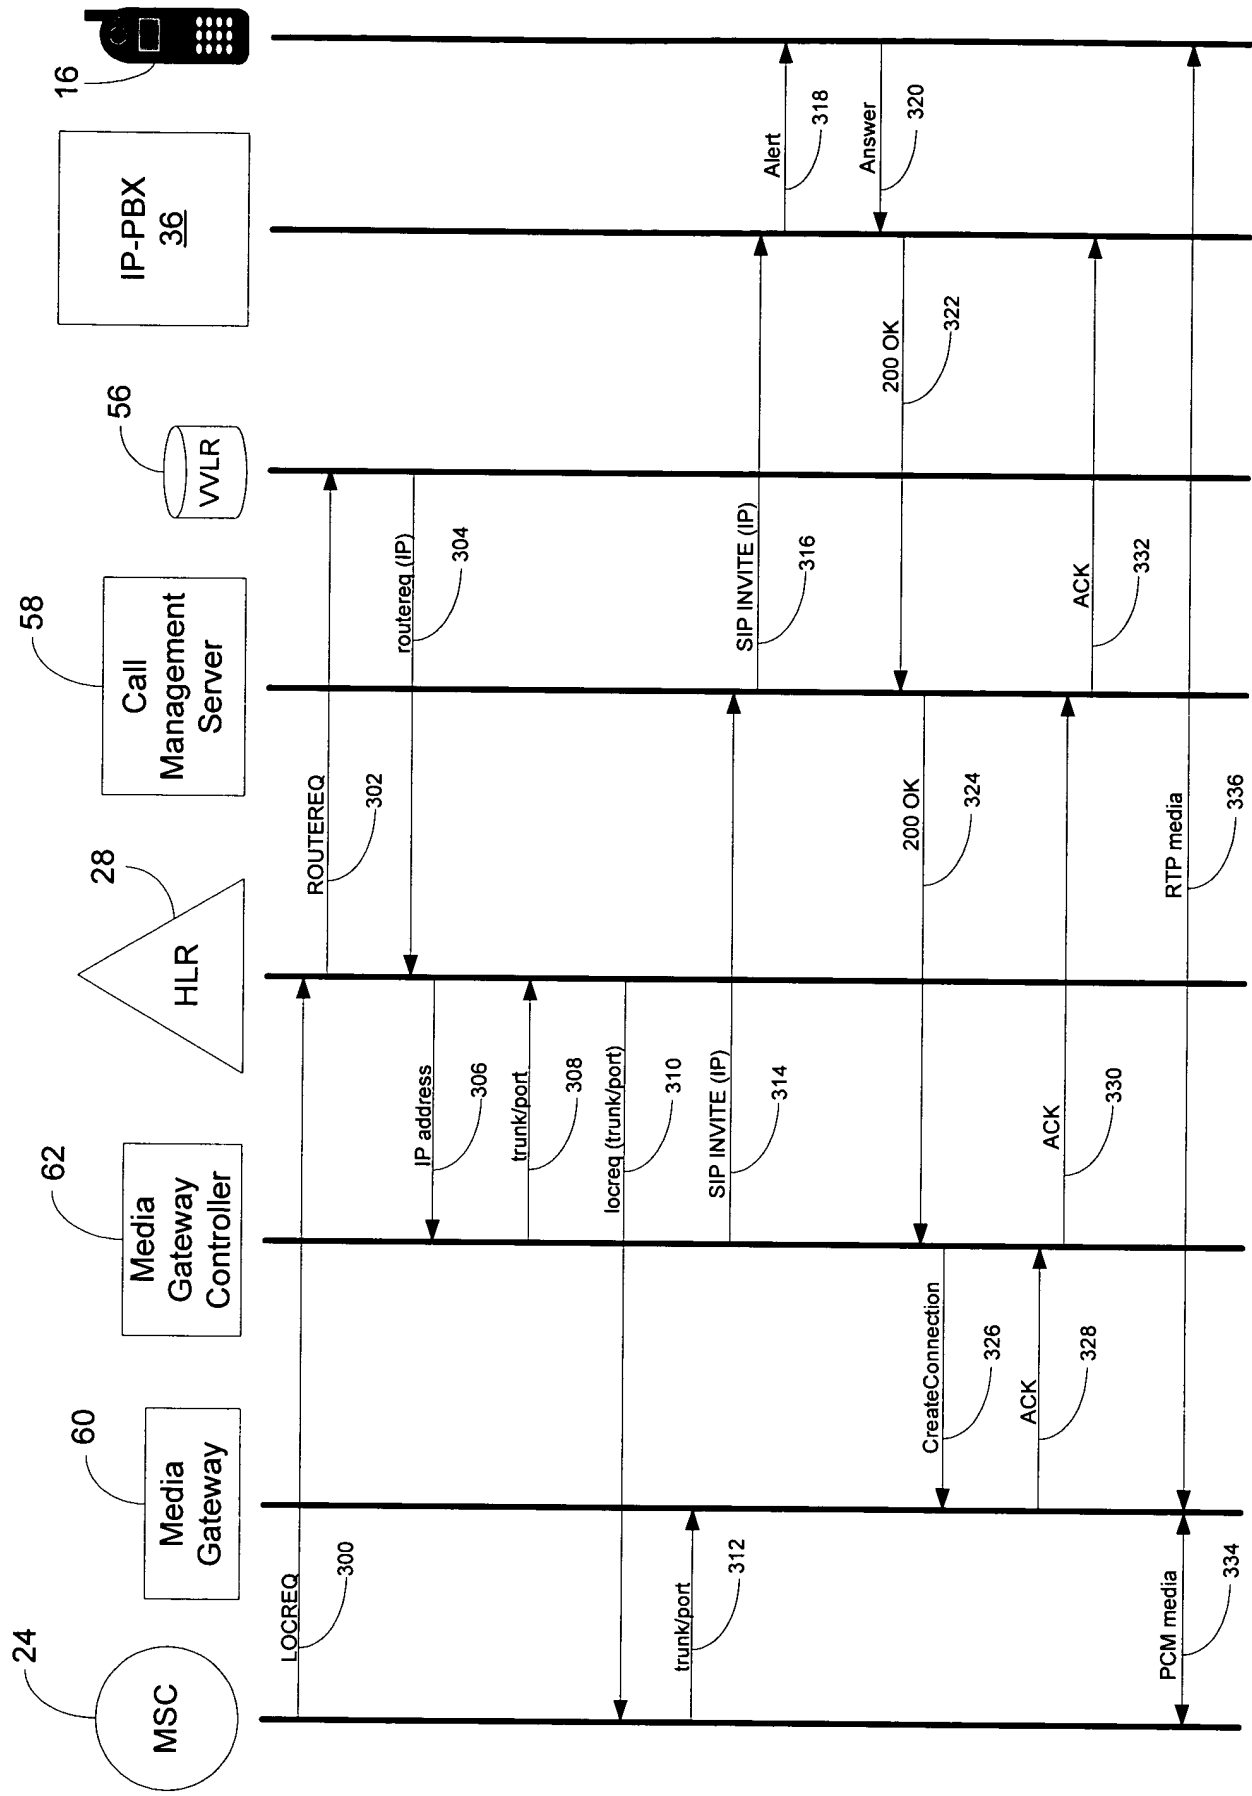 24
MSC
60
Media
Gateway
62
Media
Gateway
Controller
28
HLR
58
Call
Management
Server
56
VVLR
IP-PBX
36
16
LOCREQ
300
ROUTEREQ
302
routereq (IP)
304
IP address
306
trunk/port
308
locreq (trunk/port)
310
trunk/port
312
SIP INVITE (IP)
314
SIP INVITE (IP)
316
Alert
318
Answer
320
200 OK
322
200 OK
324
CreateConnection
326
ACK
328
ACK
330
ACK
332
PCM media
334
RTP media
336